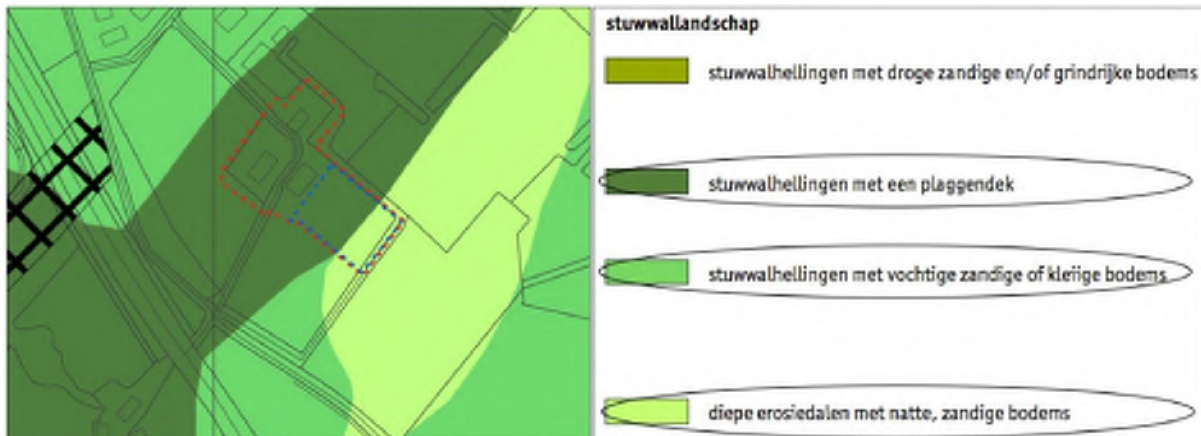 stuwwallandschap
stuwwalhellingen met droge zandige en/of grindrijke bodems
stuwwalhellingen met een plaggendek
stuwwalhellingen met vochtige zandige of kleiige bodems
diepe erosiedalen met natte, zandige bodems